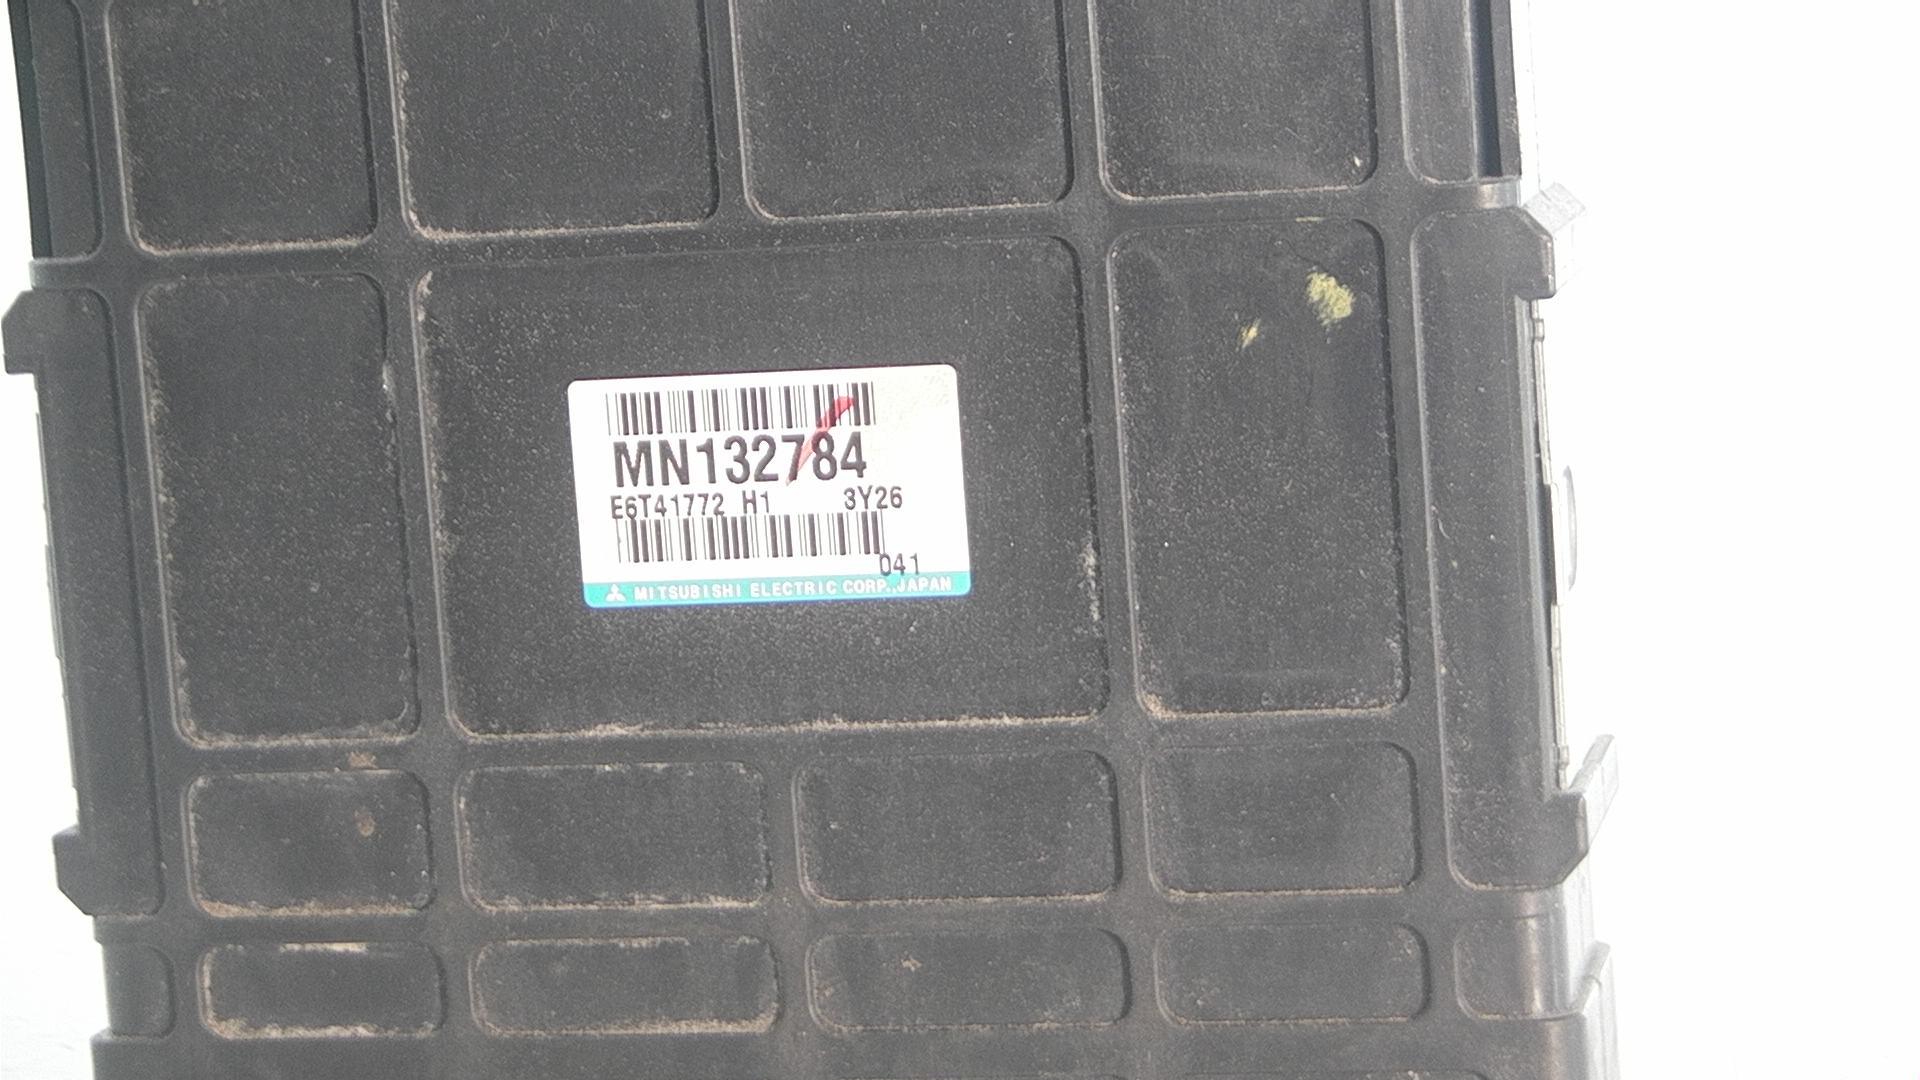 MN132784
E6T41772 H1 3Y26
041
MITSUBISHI ELECTRIC CORP. JAPAN